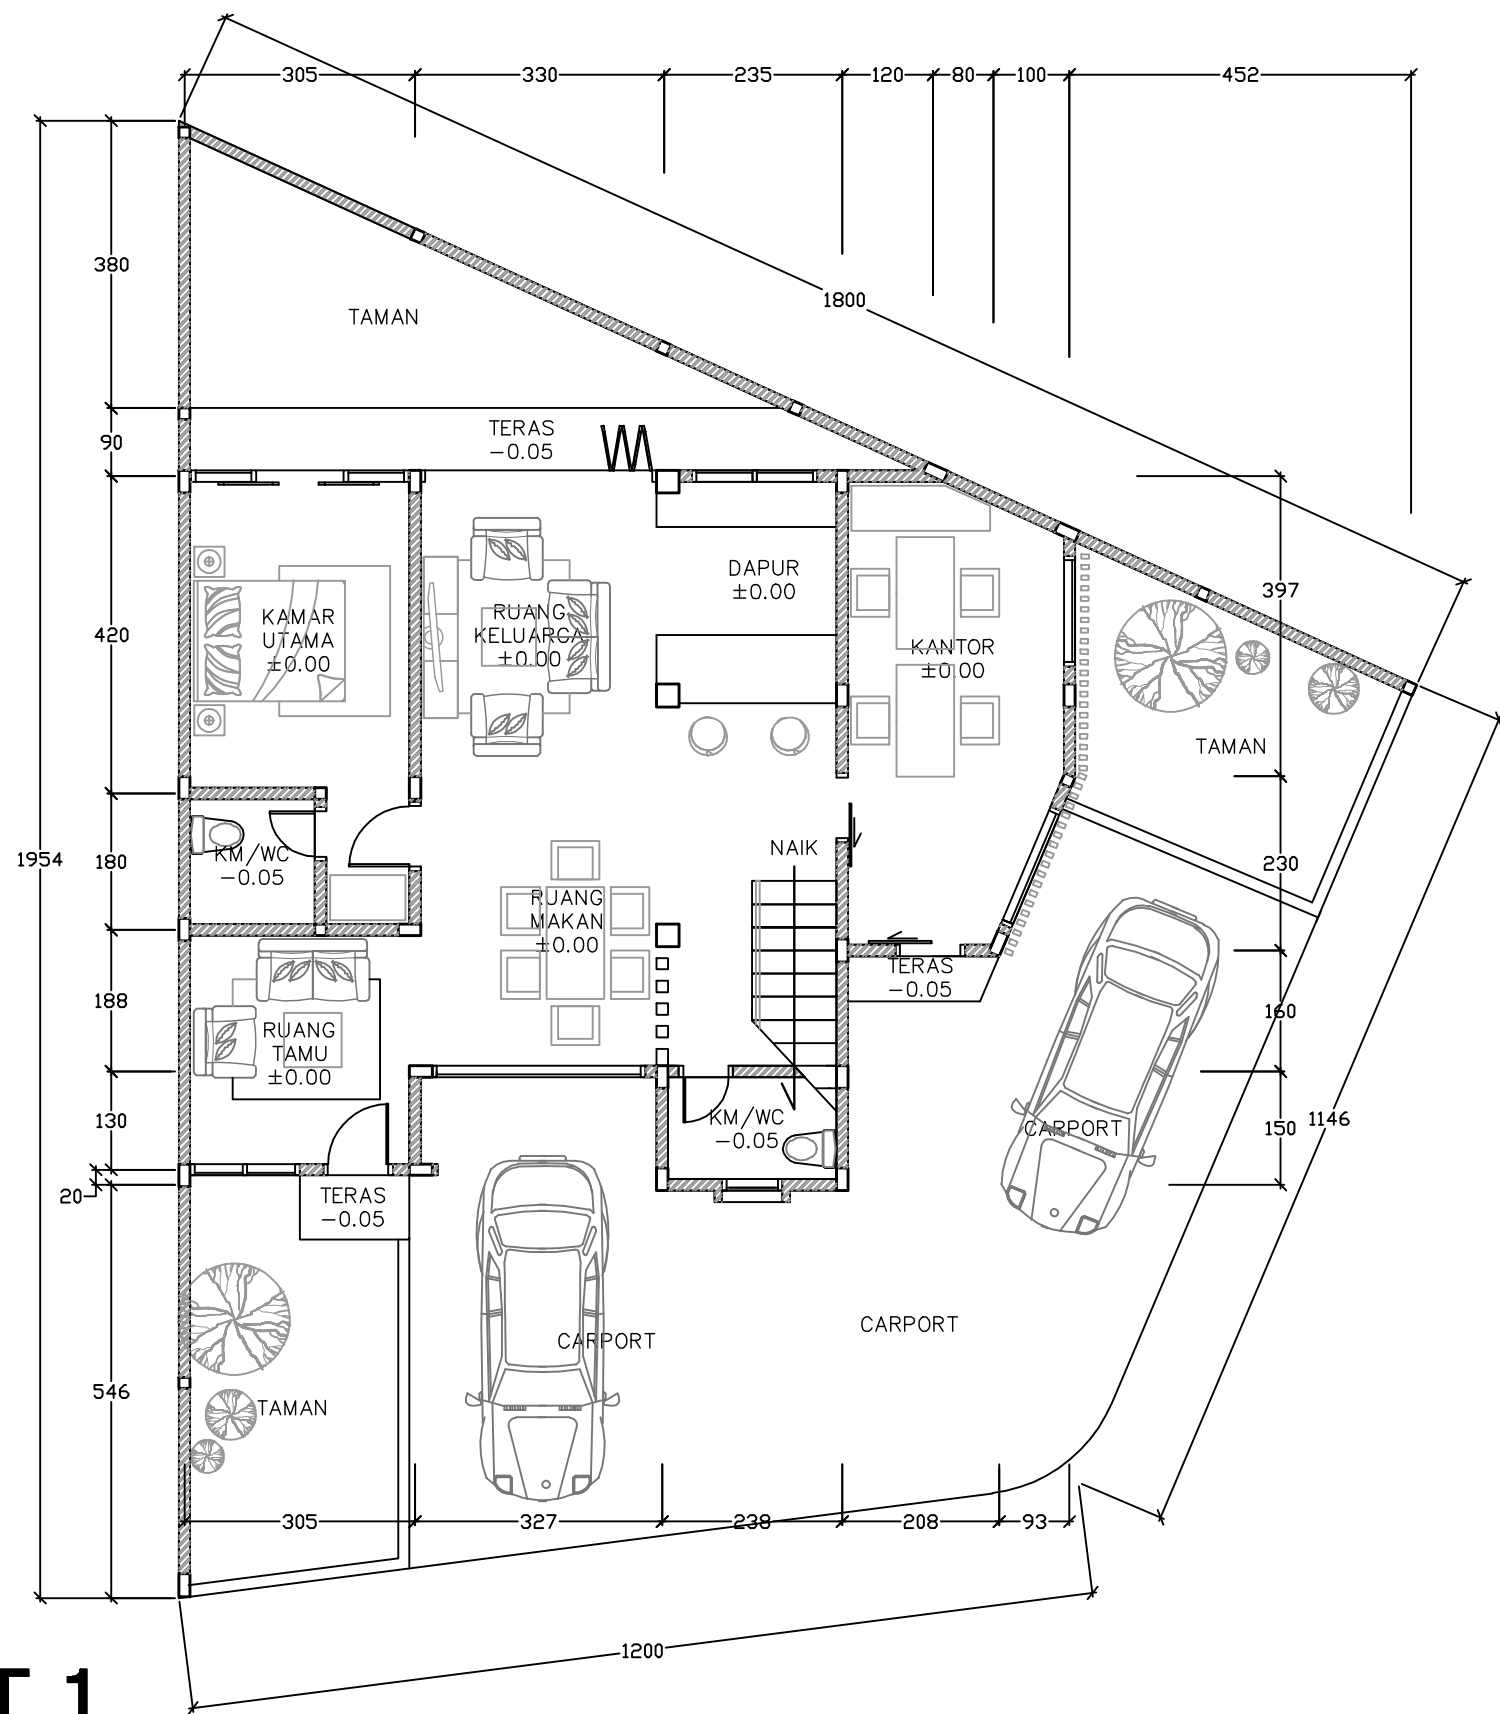 305
330
235
120
80
100
452
380
1800
TAMAN
90
TERAS
-0.05
397
DAPUR
±0.00
KAMAR
UTAMA
±0.00
RUANG
KELUARGA
±0.00
420
KANTOR
±0.00
TAMAN
1954
180
KM/WC
-0.05
NAIK
230
RUANG
MAKAN
±0.00
TERAS
-0.05
188
RUANG
TAMU
±0.00
160
130
KM/WC
-0.05
CARPORT
150
1146
20
TERAS
-0.05
CARPORT
CARPORT
546
TAMAN
305
327
238
208
93
1200
T 1